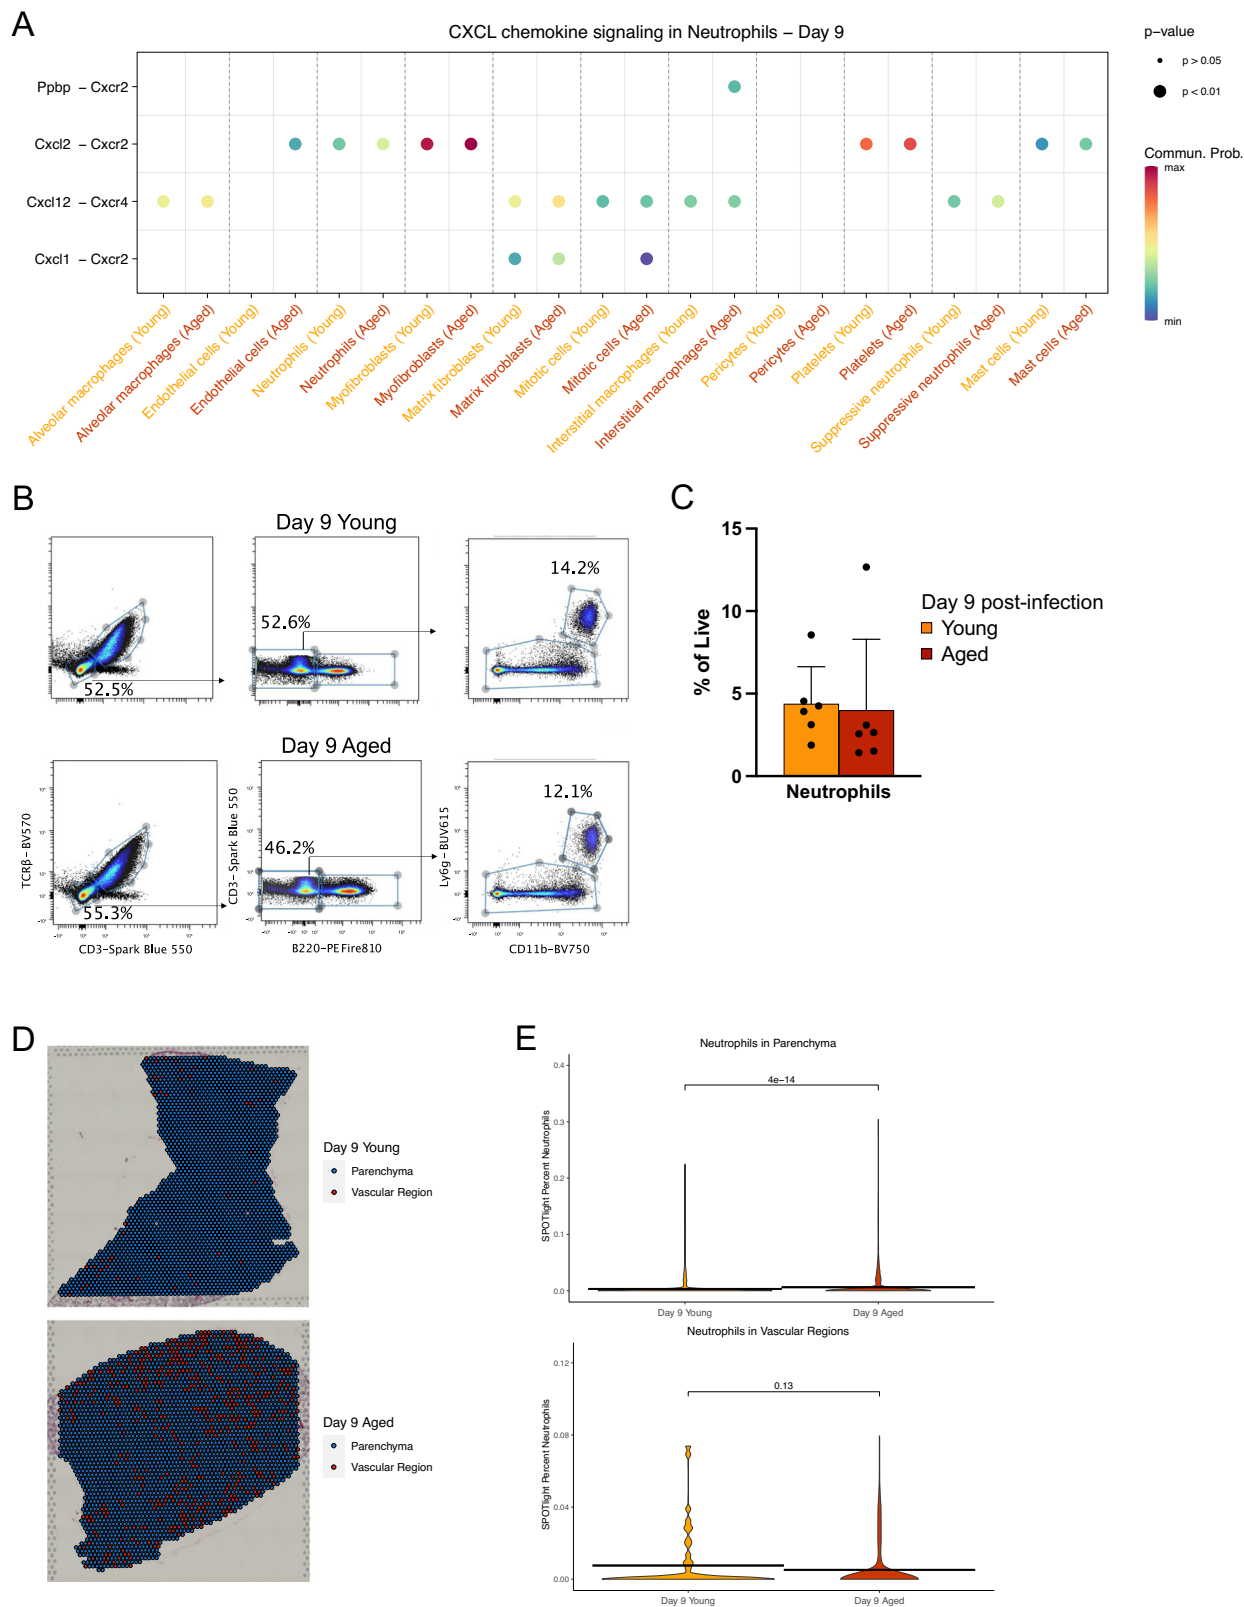 A
CXCL chemokine signaling in Neutrophils – Day 9
Ppbp – Cxcr2
Cxcl2 – Cxcr2
Cxcl12 – Cxcr4
Cxcl1 – Cxcr2
Alveolar macrophages (Young)
Alveolar macrophages (Aged)
Endothelial cells (Young)
Endothelial cells (Aged)
Neutrophils (Young)
Neutrophils (Aged)
Myofibroblasts (Young)
Myofibroblasts (Aged)
Matrix fibroblasts (Young)
Matrix fibroblasts (Aged)
Mitotic cells (Young)
Mitotic cells (Aged)
Interstitial macrophages (Young)
Interstitial macrophages (Aged)
Pericytes (Young)
Pericytes (Aged)
Platelets (Young)
Platelets (Aged)
Suppressive neutrophils (Young)
Suppressive neutrophils (Aged)
Mast cells (Young)
Mast cells (Aged)
p-value
p > 0.05
p < 0.01
Commun. Prob.
max
min
B
Day 9 Young
52.5%
52.6%
14.2%
Day 9 Aged
55.3%
46.2%
12.1%
TCRβ- BV570
CD3- Spark Blue 550
Ly6g- BUV615
CD3-Spark Blue 550
B220-PEFire810
CD11b-BV750
C
15
10
5
0
% of Live
Neutrophils
Day 9 post-infection
Young
Aged
D
Day 9 Young
Parenchyma
Vascular Region
Day 9 Aged
Parenchyma
Vascular Region
E
Neutrophils in Parenchyma
4e-14
0.4
0.3
0.2
0.1
0.0
SPOTlight Percent Neutrophils
Day 9 Young
Day 9 Aged
Neutrophils in Vascular Regions
0.13
0.12
0.08
0.04
0.00
SPOTlight Percent Neutrophils
Day 9 Young
Day 9 Aged